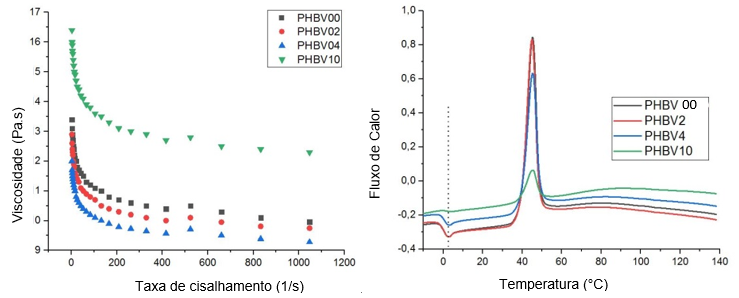 17
16
15
14
3
2
1
0
9
Viscosidade (Pa.s)
PHBV00
PHBV02
PHBV04
PHBV10
0 200 400 600 800 1000 1200
Taxa de cisalhamento (1/s)
1,0
0,8
0,6
0,4
0,2
0,0
-0,2
-0,4
Fluxo de Calor
PHBV 00
PHBV2
PHBV4
PHBV10
0 20 40 60 80 100 120 140
Temperatura (°C)